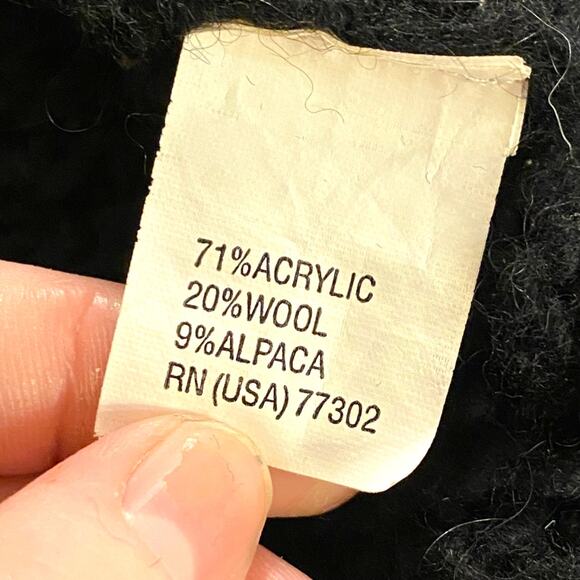 71%ACRYLIC
20%WOOL
9%ALPACA
RN (USA) 77302